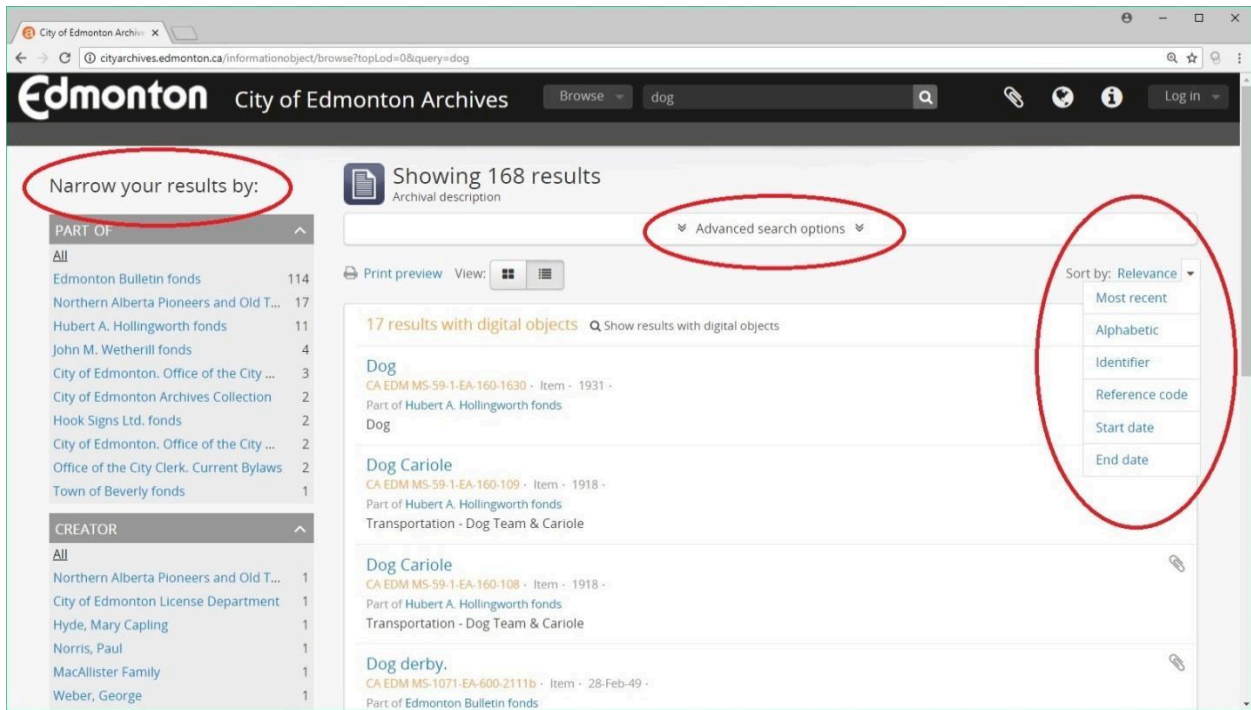 City of Edmonton Archiv
cityarchives.edmonton.ca/informationobject/browse?topLod=0&query=dog
Edmonton City of Edmonton Archives Browse dog Log in
Narrow your results by:
PART OF
All
Edmonton Bulletin fonds 114
Northern Alberta Pioneers and Old T... 17
Hubert A. Hollingworth fonds 11
John M. Wetherill fonds 4
City of Edmonton. Office of the City ... 3
City of Edmonton Archives Collection 2
Hook Signs Ltd. fonds 2
City of Edmonton. Office of the City ... 2
Office of the City Clerk. Current Bylaws 2
Town of Beverly fonds 1
CREATOR
All
Northern Alberta Pioneers and Old T... 1
City of Edmonton License Department 1
Hyde, Mary Capling 1
Norris, Paul 1
MacAllister Family 1
Weber, George 1
Showing 168 results
Archival description
Advanced search options
Print preview View:
Sort by: Relevance
Most recent
Alphabetic
Identifier
Reference code
Start date
End date
17 results with digital objects Show results with digital objects
Dog
CA EDM MS-59-1-EA-160-1630 · Item · 1931 ·
Part of Hubert A. Hollingworth fonds
Dog
Dog Cariole
CA EDM MS-59-1-EA-160-109 · Item · 1918 ·
Part of Hubert A. Hollingworth fonds
Transportation - Dog Team & Cariole
Dog Cariole
CA EDM MS-59-1-EA-160-108 · Item · 1918 ·
Part of Hubert A. Hollingworth fonds
Transportation - Dog Team & Cariole
Dog derby.
CA EDM MS-1071-EA-600-2111b · Item · 28-Feb-49 ·
Part of Edmonton Bulletin fonds